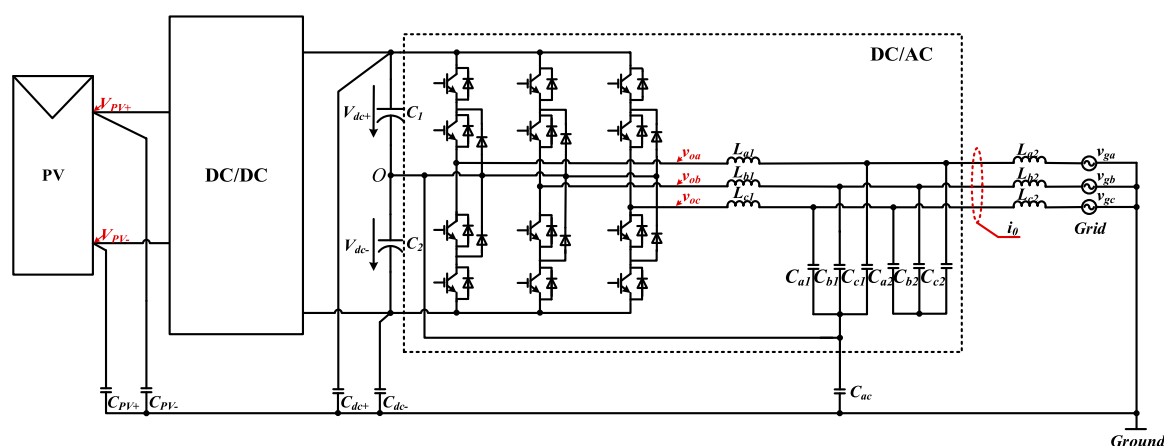 DC/AC
V_PV+
V_dc+
C_1
PV
DC/DC
O
v_oa
v_ob
v_oc
L_a1
L_b1
L_c1
L_a2
L_b2
L_c2
v_ga
v_gb
v_gc
Grid
i_0
V_PV-
V_dc-
C_2
C_a1
C_b1
C_c1
C_a2
C_b2
C_c2
C_PV+
C_PV-
C_dc+
C_dc-
C_ac
Ground